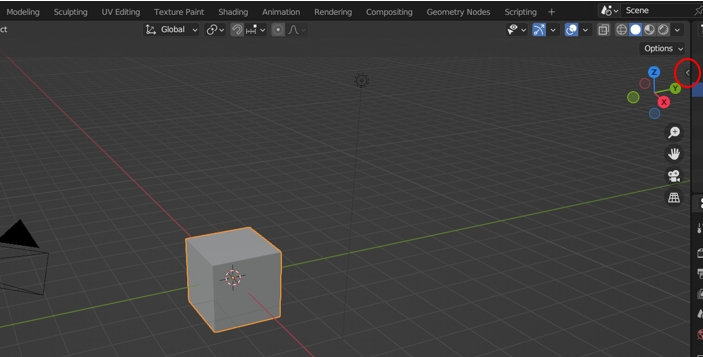 Modeling Sculpting UV Editing Texture Paint Shading Animation Rendering Compositing Geometry Nodes Scripting + Scene
ct Global
Options
Z
Y
X